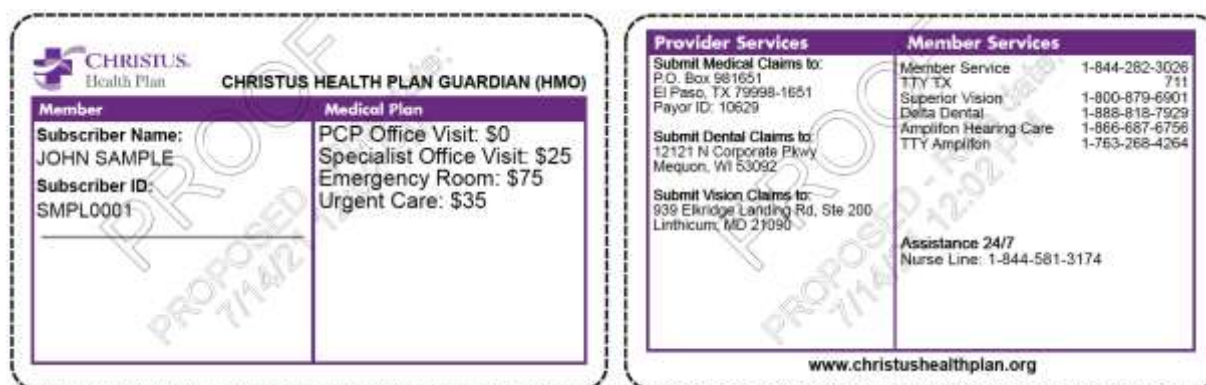 CHRISTUS.
Health Plan
CHRISTUS HEALTH PLAN GUARDIAN (HMO)
Member
Medical Plan
Subscriber Name:
JOHN SAMPLE
Subscriber ID:
SMPL0001
PCP Office Visit: $0
Specialist Office Visit: $25
Emergency Room: $75
Urgent Care: $35
PROOF
PROPOSED
Provider Services
Submit Medical Claims to:
P.O. Box 981651
El Paso, TX 79998-1651
Payor ID: 10629
Submit Dental Claims to:
12121 N Corporate Pkwy
Mequon, WI 53092
Submit Vision Claims to:
939 Elkridge Landing Rd, Ste 200
Linthicum, MD 21090
Member Services
Member Service 1-844-282-3026
TTY TX 711
Superior Vision 1-800-879-6901
Delta Dental 1-888-818-7929
Amplifon Hearing Care 1-866-687-6756
TTY Amplifon 1-763-268-4264
Assistance 24/7
Nurse Line: 1-844-581-3174
PROOF
PROPOSED
12:02 PM
www.christushealthplan.org